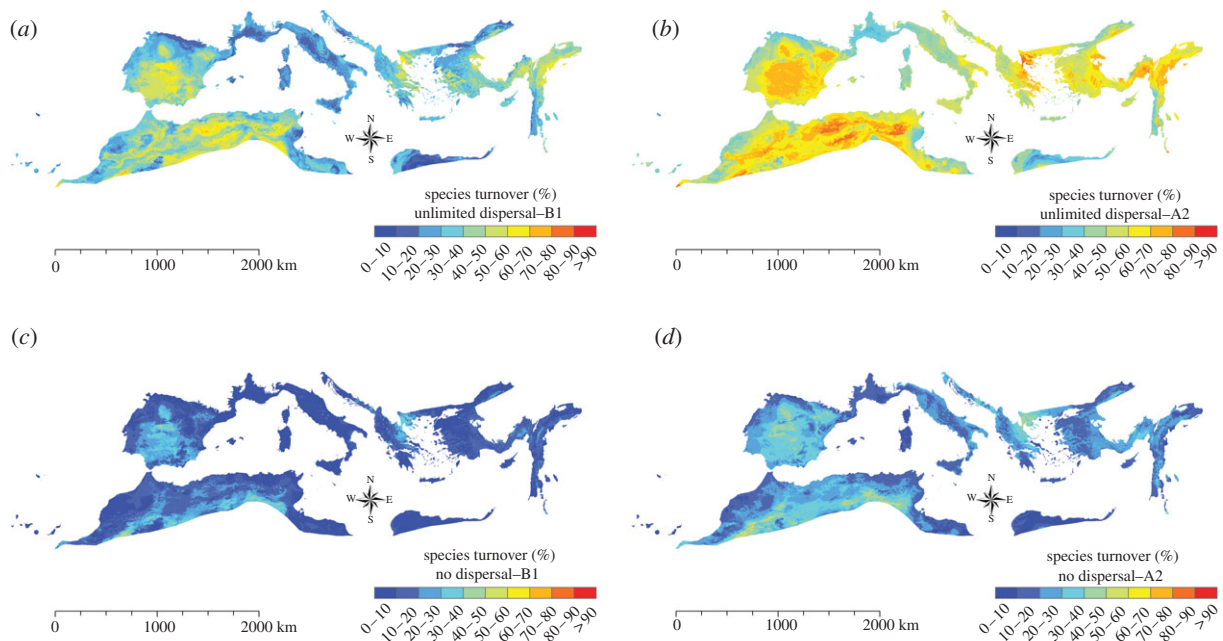 (a)
N
W E
S
species turnover (%)
unlimited dispersal–B1
0–10 10–20 20–30 30–40 40–50 50–60 60–70 70–80 80–90 >90
0 1000 2000 km
(b)
N
W E
S
species turnover (%)
unlimited dispersal–A2
0–10 10–20 20–30 30–40 40–50 50–60 60–70 70–80 80–90 >90
0 1000 2000 km
(c)
N
W E
S
species turnover (%)
no dispersal–B1
0–10 10–20 20–30 30–40 40–50 50–60 60–70 70–80 80–90 >90
0 1000 2000 km
(d)
N
W E
S
species turnover (%)
no dispersal–A2
0–10 10–20 20–30 30–40 40–50 50–60 60–70 70–80 80–90 >90
0 1000 2000 km